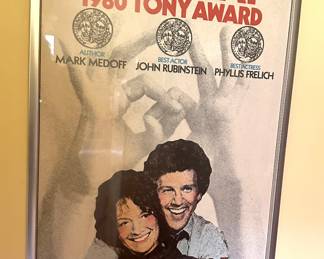 1980 TONY AWARD
AUTHOR
MARK MEDOFF
BEST ACTOR
JOHN RUBINSTEIN
BEST ACTRESS
PHYLLIS FRELICH